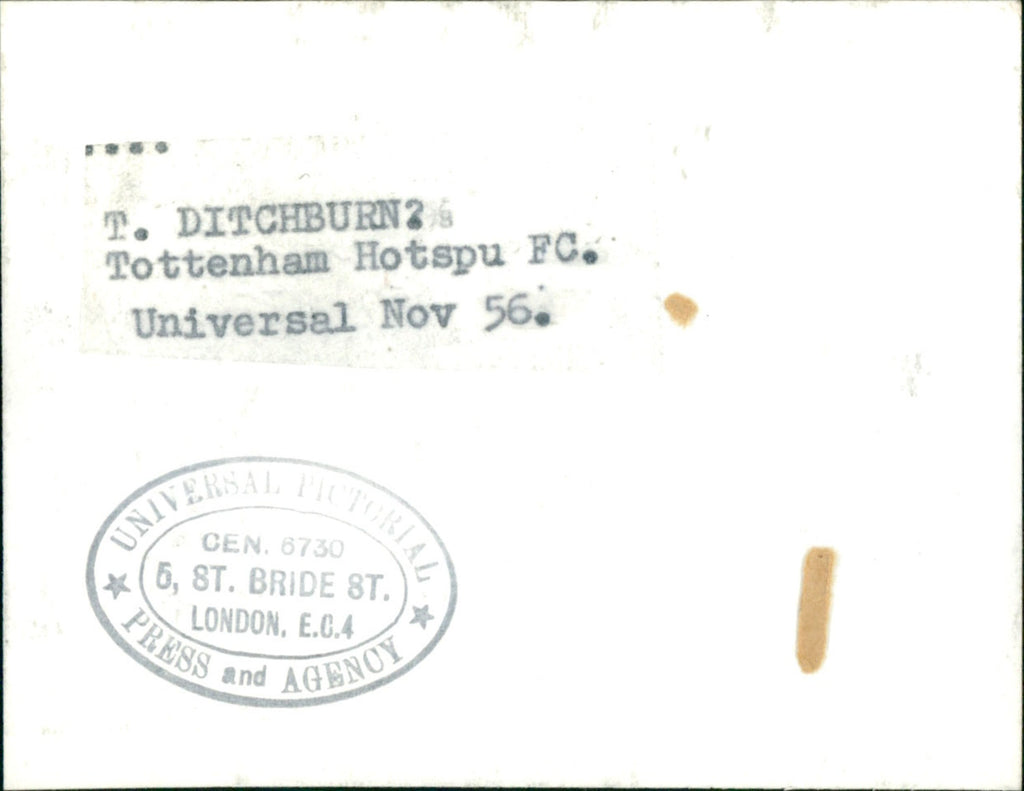 ....
T. DITCHBURN?
Tottenham Hotspu FC.
Universal Nov 56.
UNIVERSAL PICTORIAL
CEN. 6730
5, ST. BRIDE ST.
LONDON, E.C.4
PRESS and AGENCY